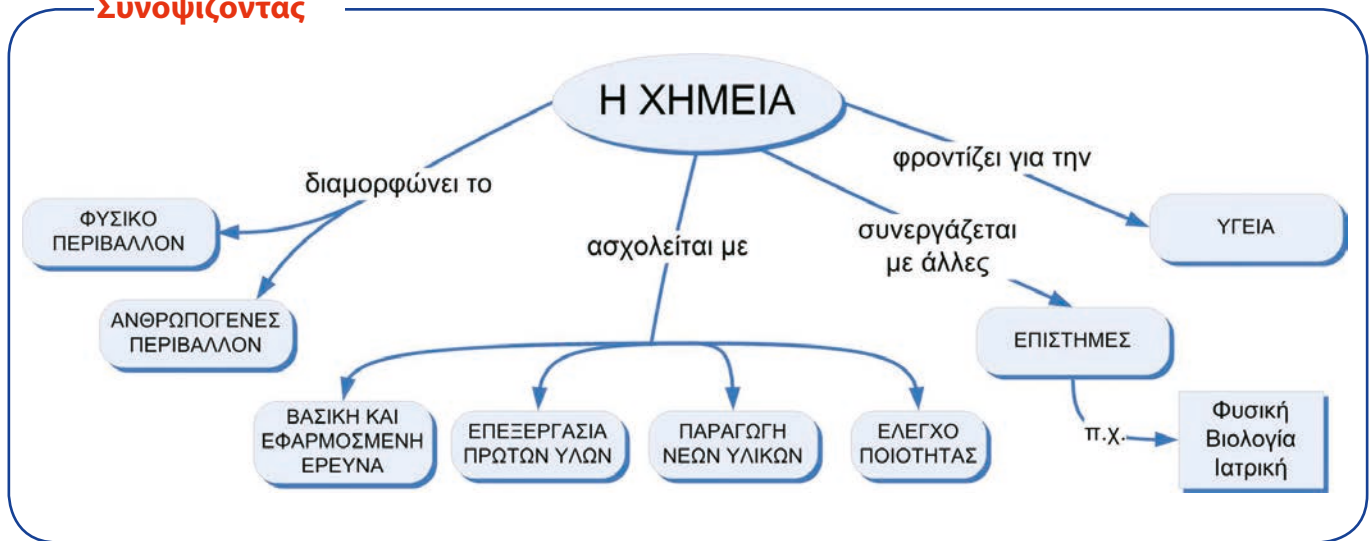 Συνοψίζοντας
Η ΧΗΜΕΙΑ
διαμορφώνει το
ΦΥΣΙΚΟ
ΠΕΡΙΒΑΛΛΟΝ
ΑΝΘΡΩΠΟΓΕΝΕΣ
ΠΕΡΙΒΑΛΛΟΝ
ασχολείται με
ΒΑΣΙΚΗ ΚΑΙ
ΕΦΑΡΜΟΣΜΕΝΗ
ΕΡΕΥΝΑ
ΕΠΕΞΕΡΓΑΣΙΑ
ΠΡΩΤΩΝ ΥΛΩΝ
ΠΑΡΑΓΩΓΗ
ΝΕΩΝ ΥΛΙΚΩΝ
ΕΛΕΓΧΟ
ΠΟΙΟΤΗΤΑΣ
συνεργάζεται
με άλλες
ΕΠΙΣΤΗΜΕΣ
π.χ.
Φυσική
Βιολογία
Ιατρική
φροντίζει για την
ΥΓΕΙΑ